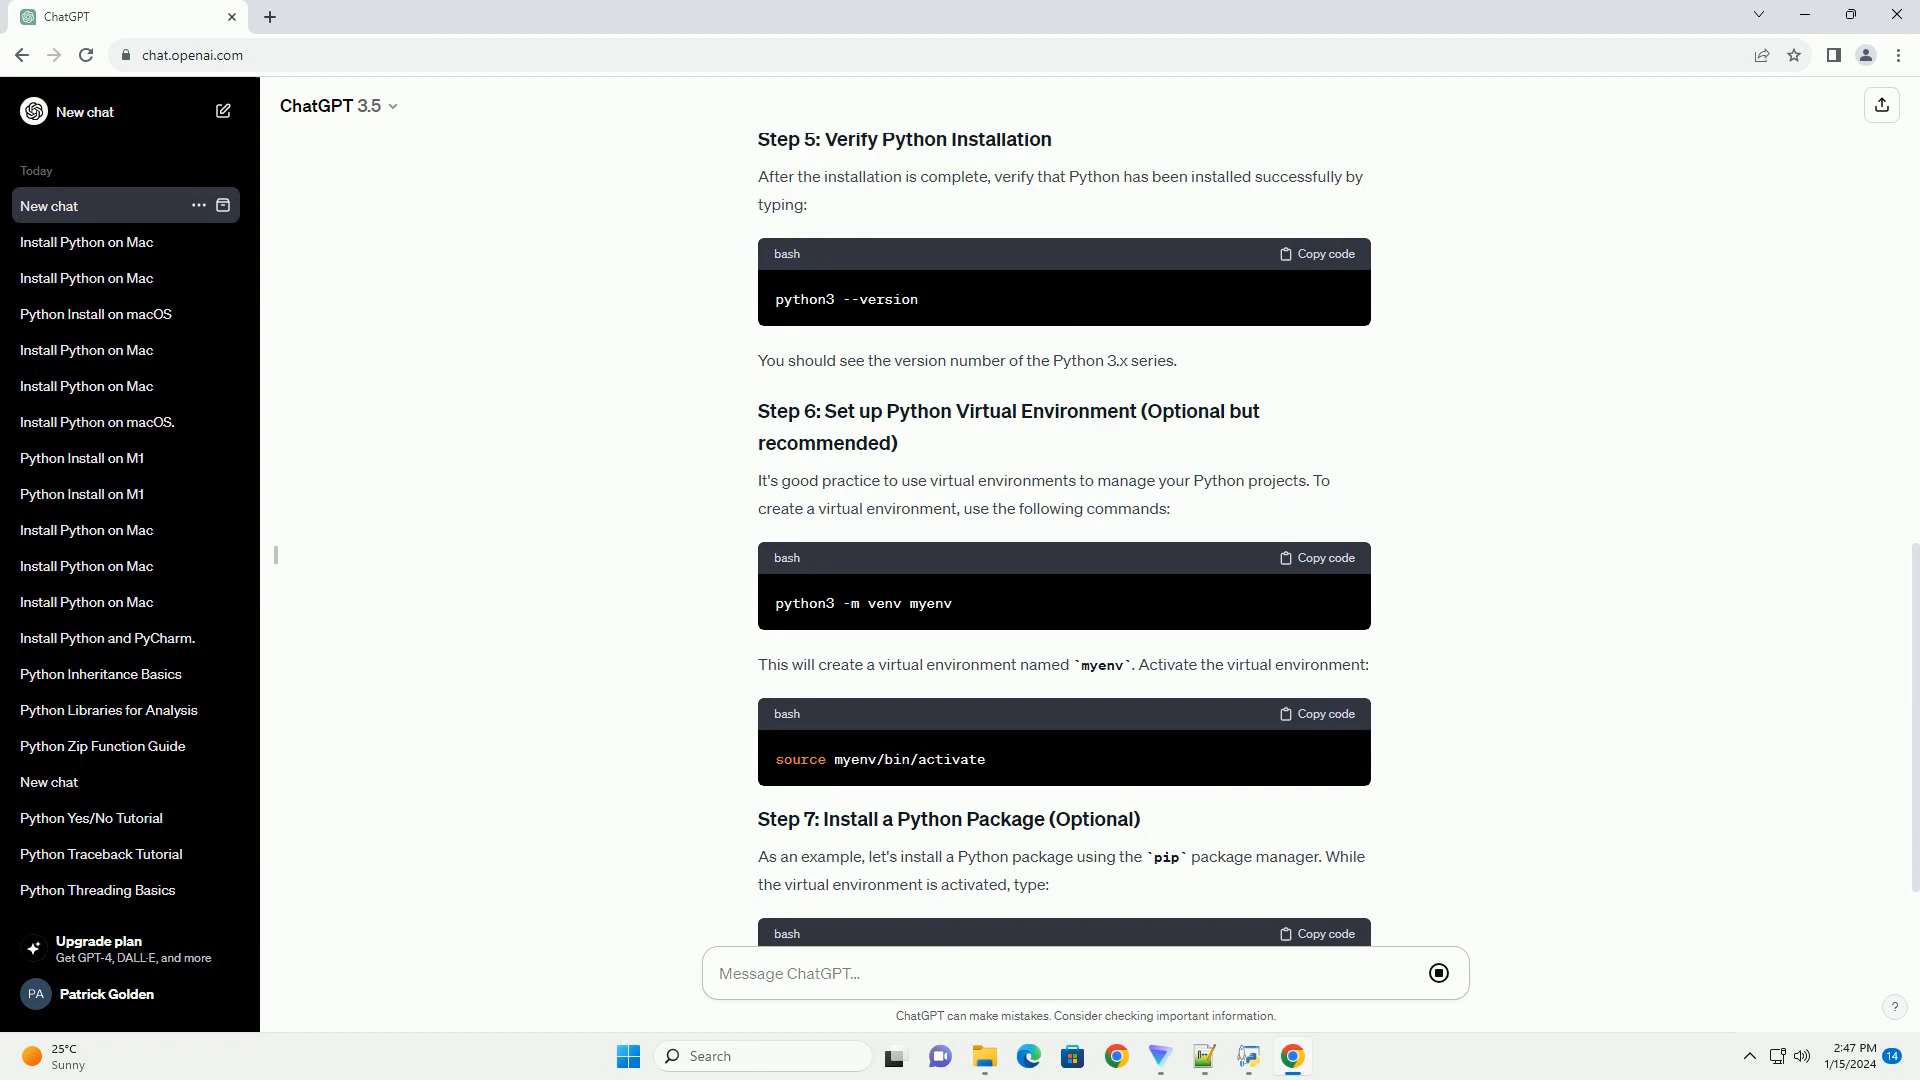 ChatGPT
chat.openai.com
New chat
Today
New chat
Install Python on Mac
Install Python on Mac
Python Install on macOS
Install Python on Mac
Install Python on Mac
Install Python on macOS.
Python Install on M1
Python Install on M1
Install Python on Mac
Install Python on Mac
Install Python on Mac
Install Python and PyCharm.
Python Inheritance Basics
Python Libraries for Analysis
Python Zip Function Guide
New chat
Python Yes/No Tutorial
Python Traceback Tutorial
Python Threading Basics
Upgrade plan
Get GPT-4, DALL·E, and more
PA Patrick Golden
ChatGPT 3.5
Step 5: Verify Python Installation
After the installation is complete, verify that Python has been installed successfully by
typing:
bash Copy code
python3 --version
You should see the version number of the Python 3.x series.
Step 6: Set up Python Virtual Environment (Optional but
recommended)
It's good practice to use virtual environments to manage your Python projects. To
create a virtual environment, use the following commands:
bash Copy code
python3 -m venv myenv
This will create a virtual environment named `myenv`. Activate the virtual environment:
bash Copy code
source myenv/bin/activate
Step 7: Install a Python Package (Optional)
As an example, let's install a Python package using the `pip` package manager. While
the virtual environment is activated, type:
bash Copy code
Message ChatGPT...
ChatGPT can make mistakes. Consider checking important information.
?
25°C
Sunny
Search
2:47 PM
1/15/2024
14